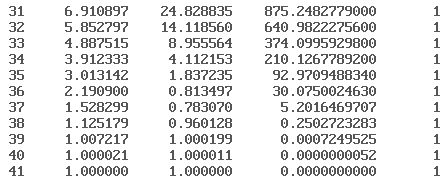 31 6.910897 24.828835 875.2482779000 1
32 5.852797 14.118560 640.9822275600 1
33 4.887515 8.955564 374.0995929800 1
34 3.912333 4.112153 210.1267789200 1
35 3.013142 1.837235 92.9709488340 1
36 2.190900 0.813497 30.0750024630 1
37 1.528299 0.783070 5.2016469707 1
38 1.125179 0.960128 0.2502723283 1
39 1.007217 1.000199 0.0007249525 1
40 1.000021 1.000011 0.0000000052 1
41 1.000000 1.000000 0.0000000000 1